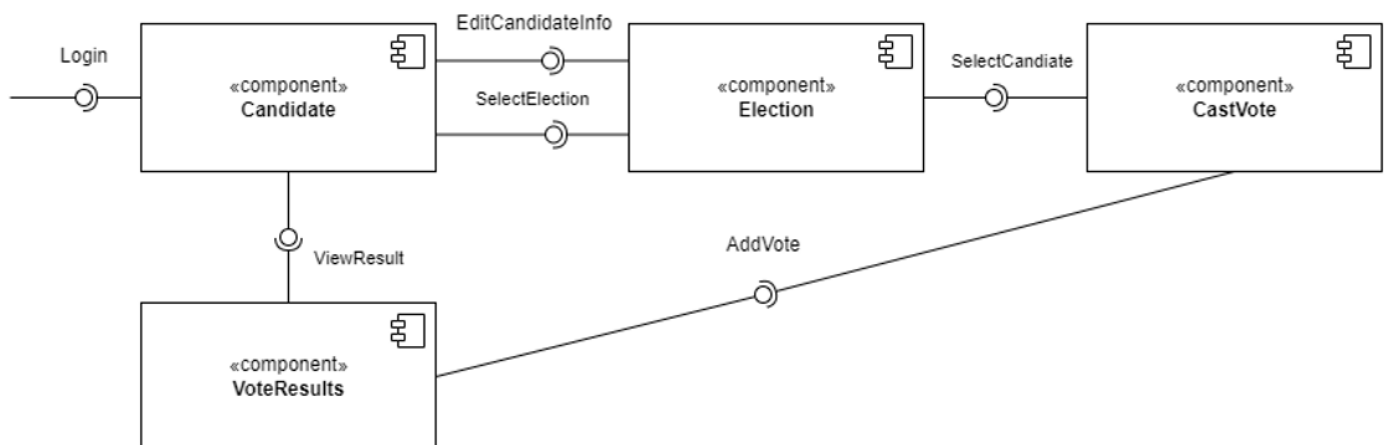 EditCandidateInfo
Login
SelectCandiate
«component»
Candidate
SelectElection
«component»
Election
«component»
CastVote
AddVote
ViewResult
«component»
VoteResults